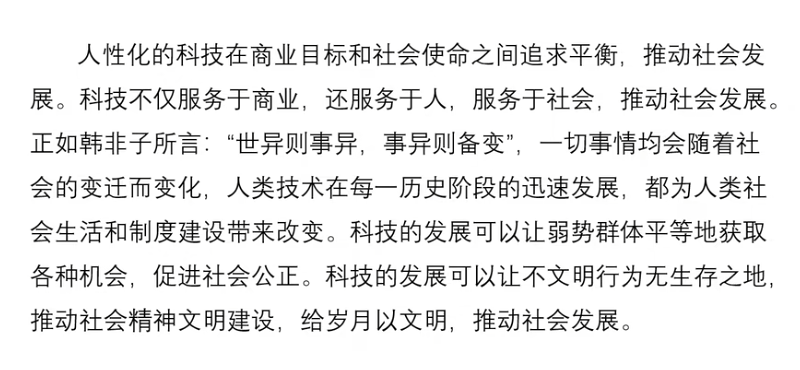 人性化的科技在商业目标和社会使命之间追求平衡，推动社会发
展。科技不仅服务于商业，还服务于人，服务于社会，推动社会发展。
正如韩非子所言：“世异则事异，事异则备变”，一切事情均会随着社
会的变迁而变化，人类技术在每一历史阶段的迅速发展，都为人类社
会生活和制度建设带来改变。科技的发展可以让弱势群体平等地获取
各种机会，促进社会公正。科技的发展可以让不文明行为无生存之地，
推动社会精神文明建设，给岁月以文明，推动社会发展。